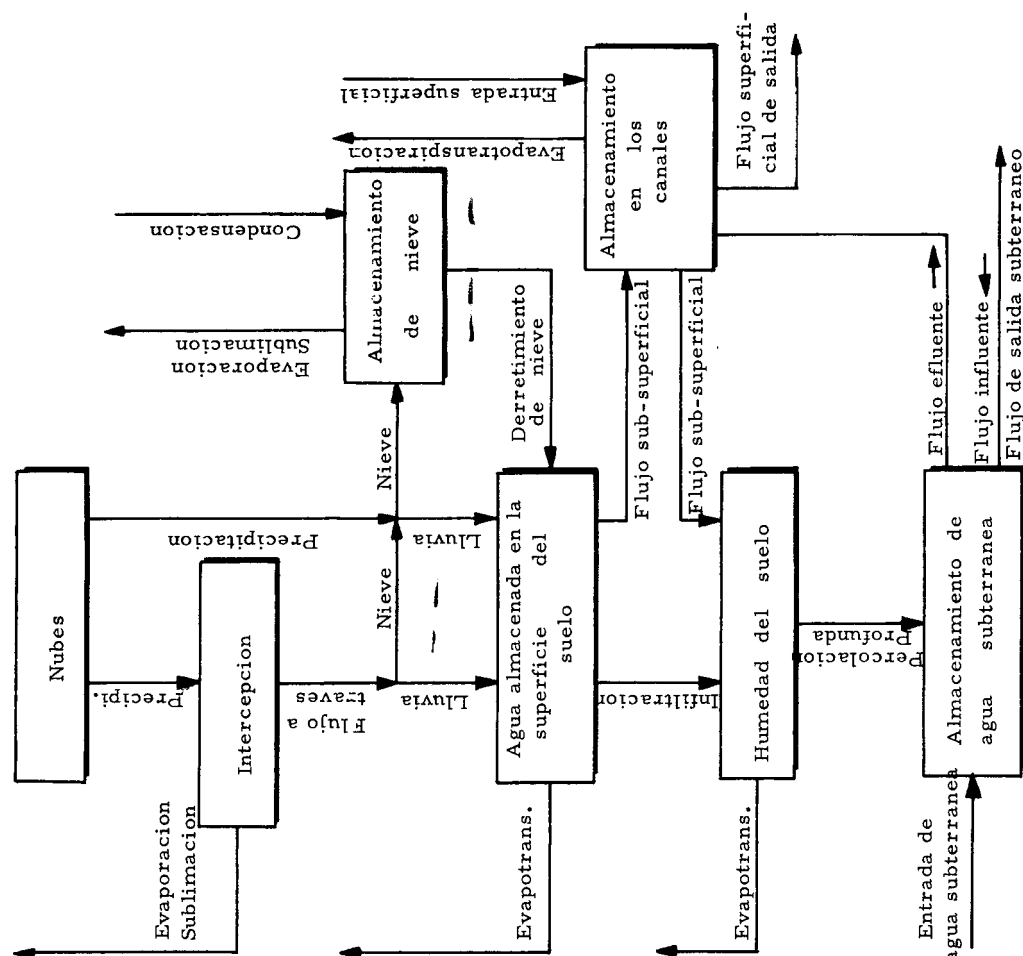 Nubes
Precipi.
Precipitacion
Intercepcion
Evaporacion
Sublimacion
Flujo a
traves
Nieve
Nieve
Lluvia
Lluvia
Evaporacion
Sublimacion
Condensacion
Almacenamiento
de nieve
Derretimiento
de nieve
Agua almacenada en la
superficie del
suelo
Evapotrans.
Infiltracion
Flujo sub-superficial
Flujo sub-superficial
Entrada superficial
Evapotranspiracion
Almacenamiento
en los
canales
Flujo superfi-
cial de salida
Humedad del suelo
Evapotrans.
Percolacion
Profunda
Almacenamiento de
agua subterranea
Entrada de
agua subterranea
Flujo efluente
Flujo influente
Flujo de salida subterraneo